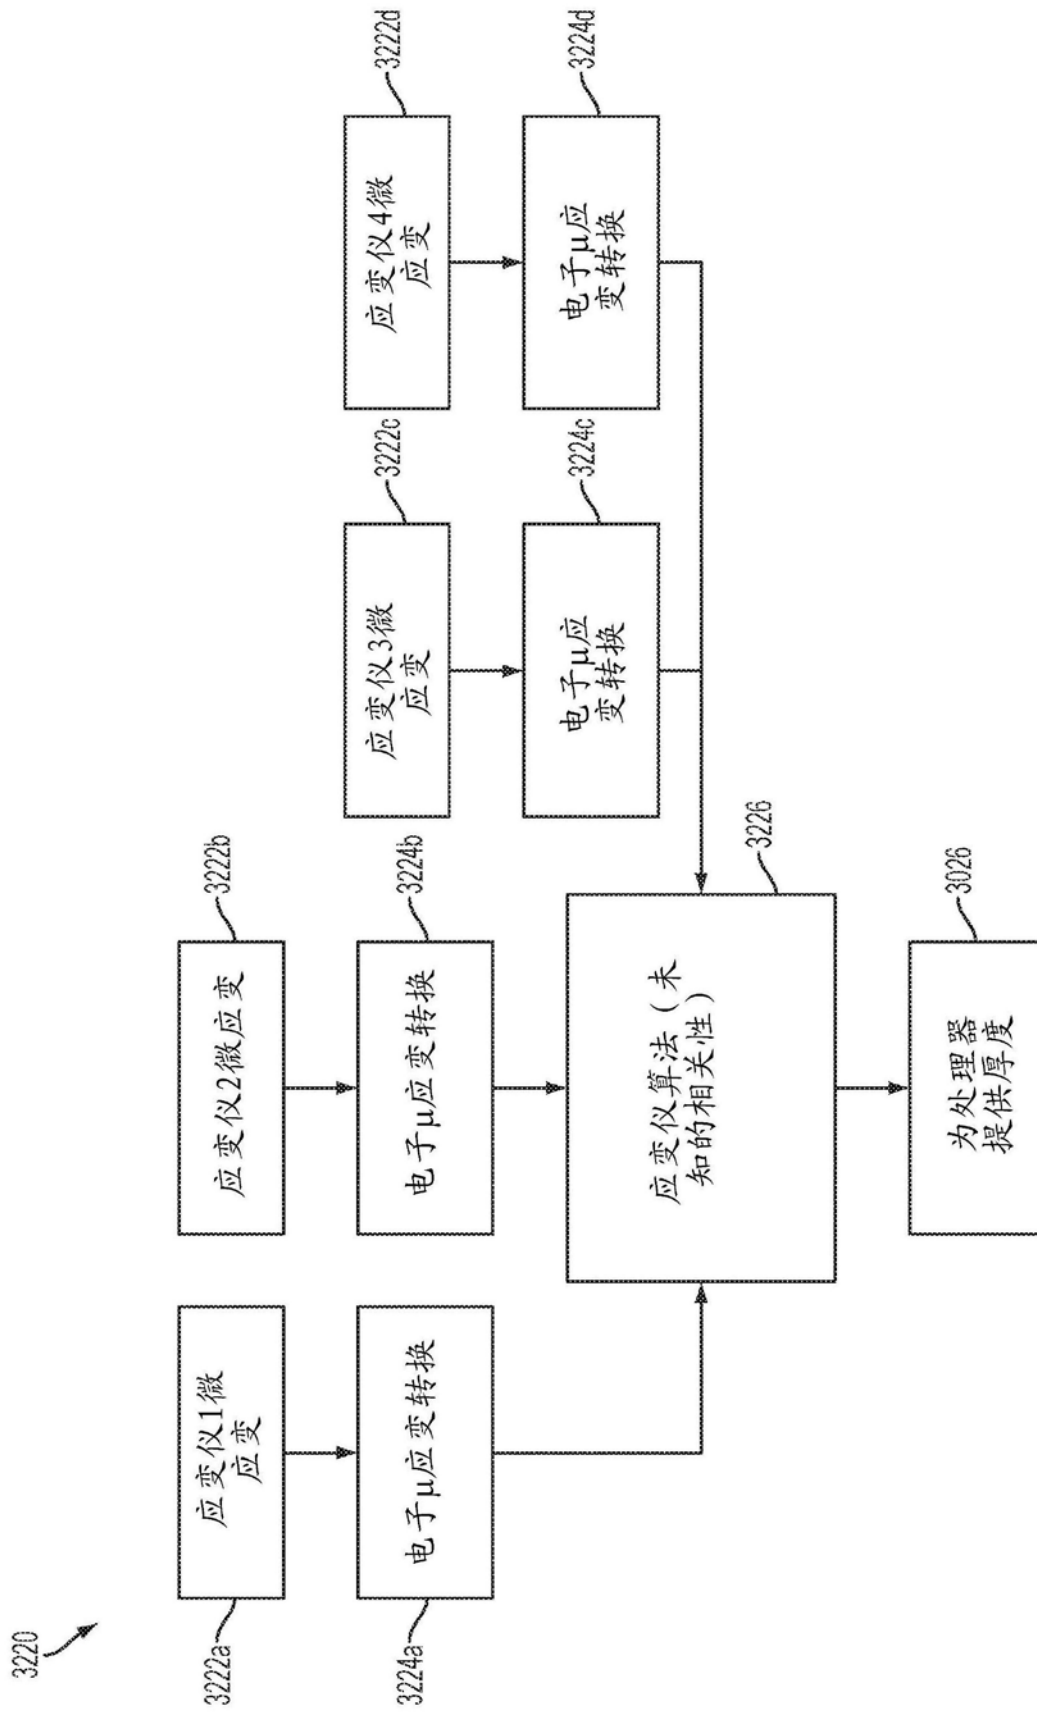 3220
应变仪1微
应变
3222a
应变仪2微应变
3222b
电子μ应变转换
3224a
电子μ应变转换
3224b
应变仪3微
应变
3222c
应变仪4微
应变
3222d
电子μ应
变转换
3224c
电子μ应
变转换
3224d
应变仪算法（未
知的相关性）
3226
为处理器
提供厚度
3026